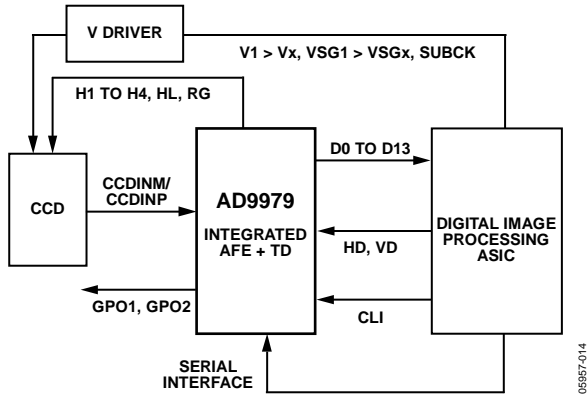 V DRIVER
V1 > Vx, VSG1 > VSGx, SUBCK
H1 TO H4, HL, RG
D0 TO D13
CCDINM/
CCDINP
CCD
AD9979
INTEGRATED
AFE + TD
DIGITAL IMAGE
PROCESSING
ASIC
HD, VD
GPO1, GPO2
CLI
SERIAL
INTERFACE
05957-014